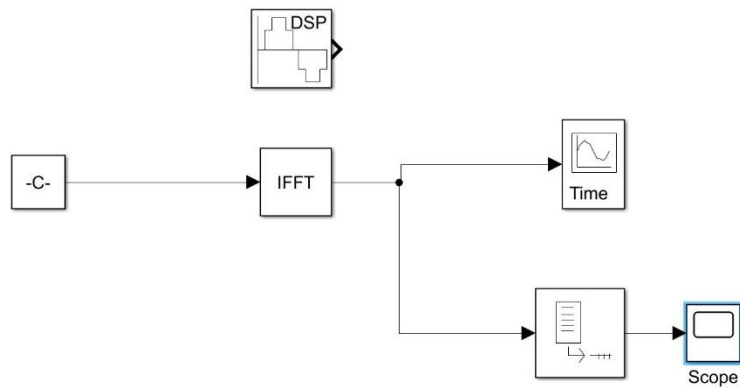 DSP
-C-
IFFT
Time
Scope